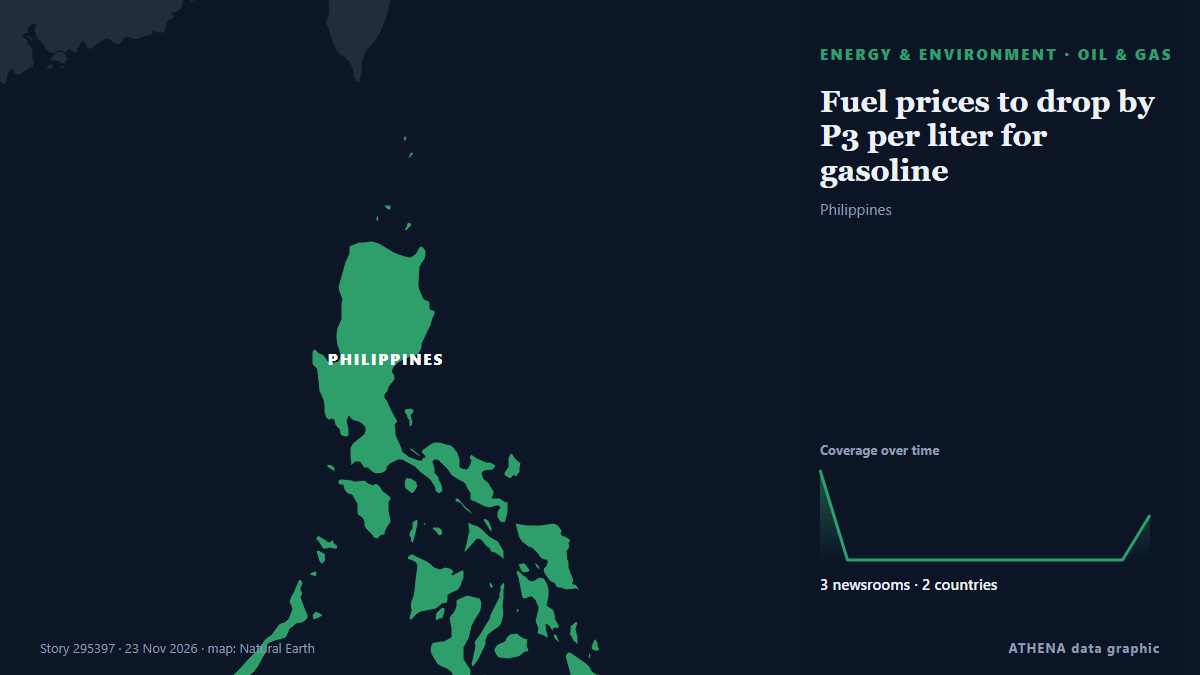 ENERGY & ENVIRONMENT · OIL & GAS
Fuel prices to drop by
P3 per liter for
gasoline
Philippines
PHILIPPINES
Coverage over time
3 newsrooms · 2 countries
Story 295397 · 23 Nov 2026 · map: Natural Earth
ATHENA data graphic